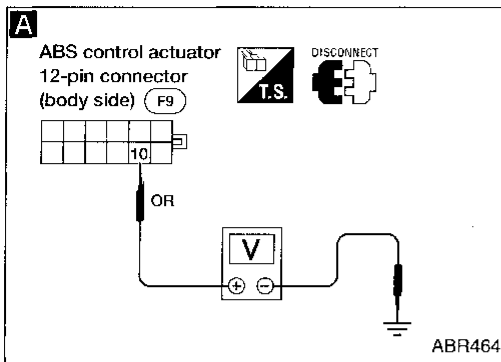 A
ABS control actuator
12-pin connector
(body side) F9
T.S.
DISCONNECT
10
OR
V
+ −
ABR464